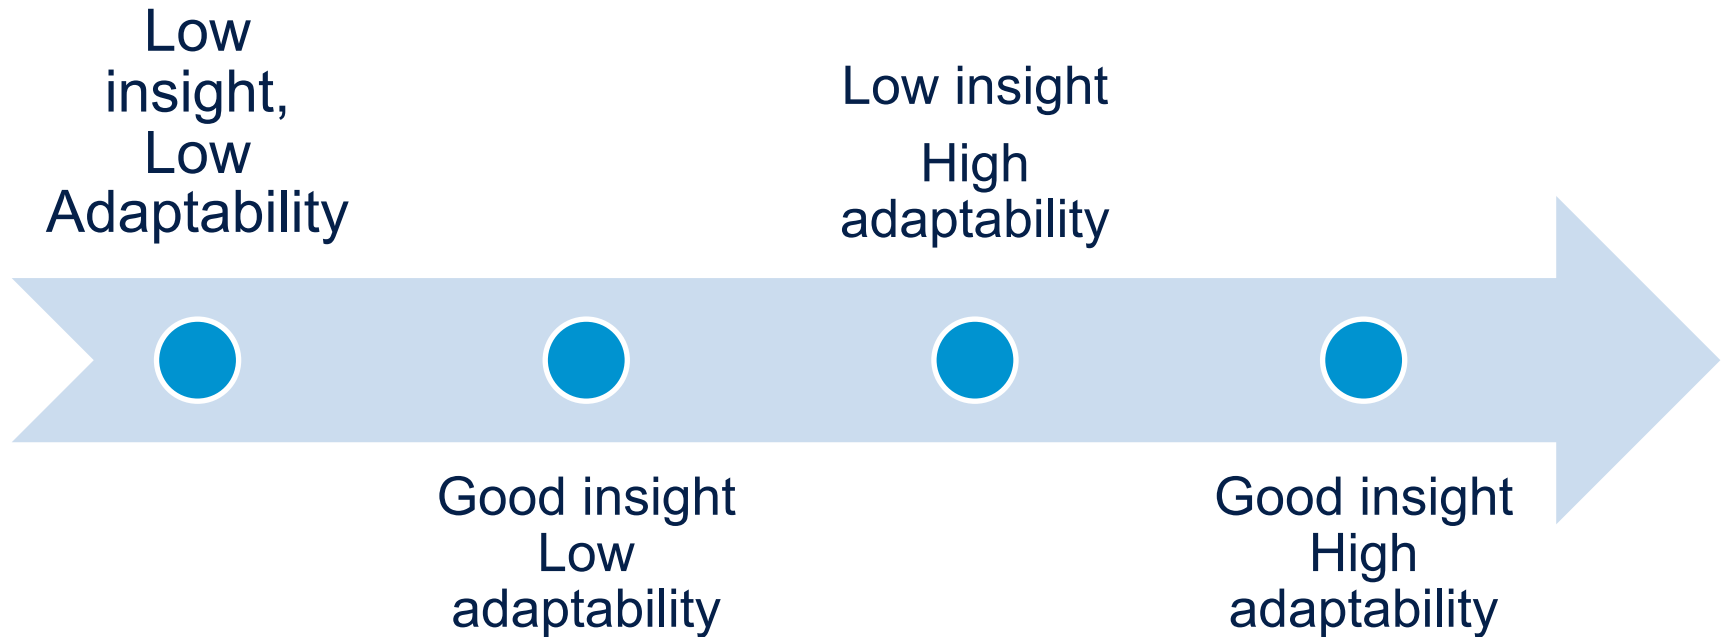 Low
insight,
Low
Adaptability
Good insight
Low
adaptability
Low insight
High
adaptability
Good insight
High
adaptability